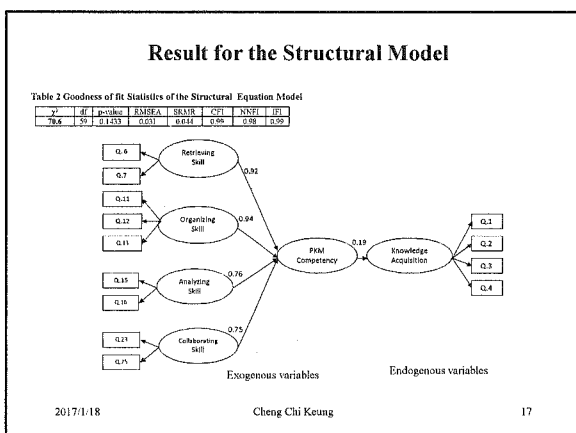 Result for the Structural Model
Table 2 Goodness of fit Statistics of the Structural Equation Model
χ² df p-value RMSEA SRMR CFI NNFI IFI
70.6 59 0.1433 0.031 0.044 0.99 0.98 0.99
Q.6
Q.7
Retrieving Skill
0.92
Q.11
Q.12
Q.13
Organizing Skill
0.94
Q.1
Q.2
Q.3
Q.4
PKM Competency
0.19
Knowledge Acquisition
Q.15
Q.16
Analyzing Skill
0.76
Q.23
Q.25
Collaborating Skill
0.75
Exogenous variables
Endogenous variables
2017/1/18
Cheng Chi Keung
17